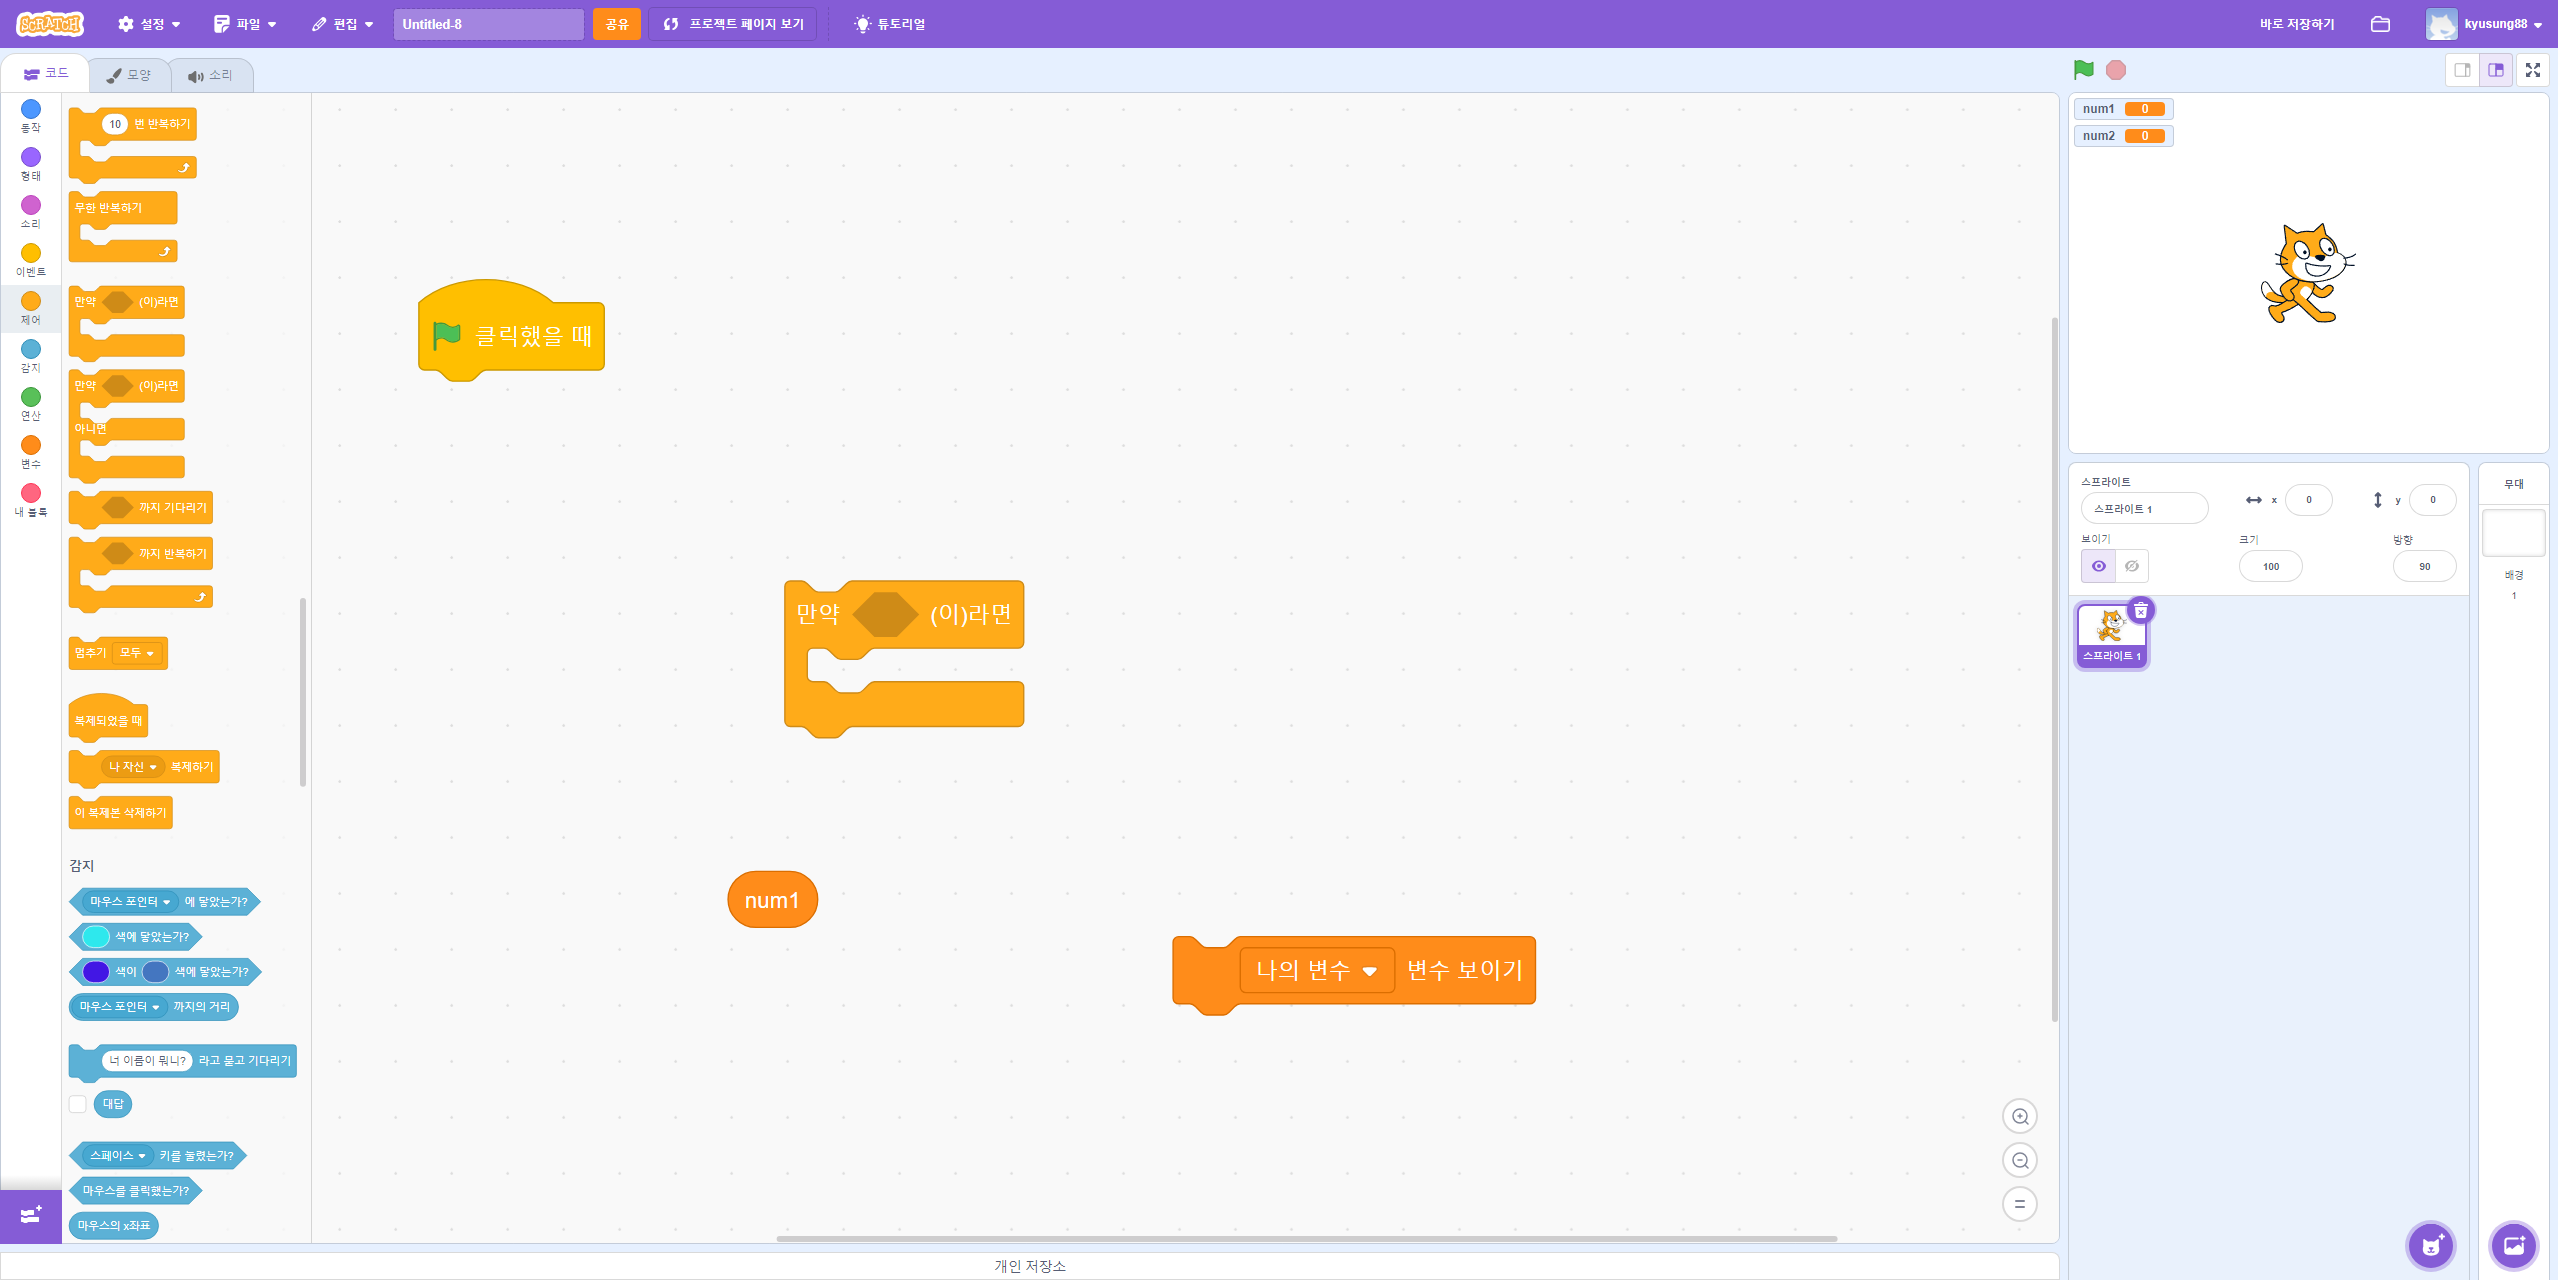 SCRATCH
설정
파일
편집
Untitled-8
공유
프로젝트 페이지 보기
튜토리얼
바로 저장하기
kyusung88
코드
모양
소리
동작
형태
소리
이벤트
제어
감지
연산
변수
내 블록
10 번 반복하기
무한 반복하기
만약 (이)라면
만약 (이)라면
아니면
까지 기다리기
까지 반복하기
멈추기 모두
복제되었을 때
나 자신 복제하기
이 복제본 삭제하기
감지
마우스 포인터 에 닿았는가?
색에 닿았는가?
색이 색에 닿았는가?
마우스 포인터 까지의 거리
너 이름이 뭐니? 라고 묻고 기다리기
대답
스페이스 키를 눌렀는가?
마우스를 클릭했는가?
마우스의 x좌표
클릭했을 때
만약 (이)라면
num1
나의 변수 변수 보이기
개인 저장소
num1 0
num2 0
스프라이트
스프라이트 1
x 0
y 0
보이기
크기
100
방향
90
스프라이트 1
무대
배경
1